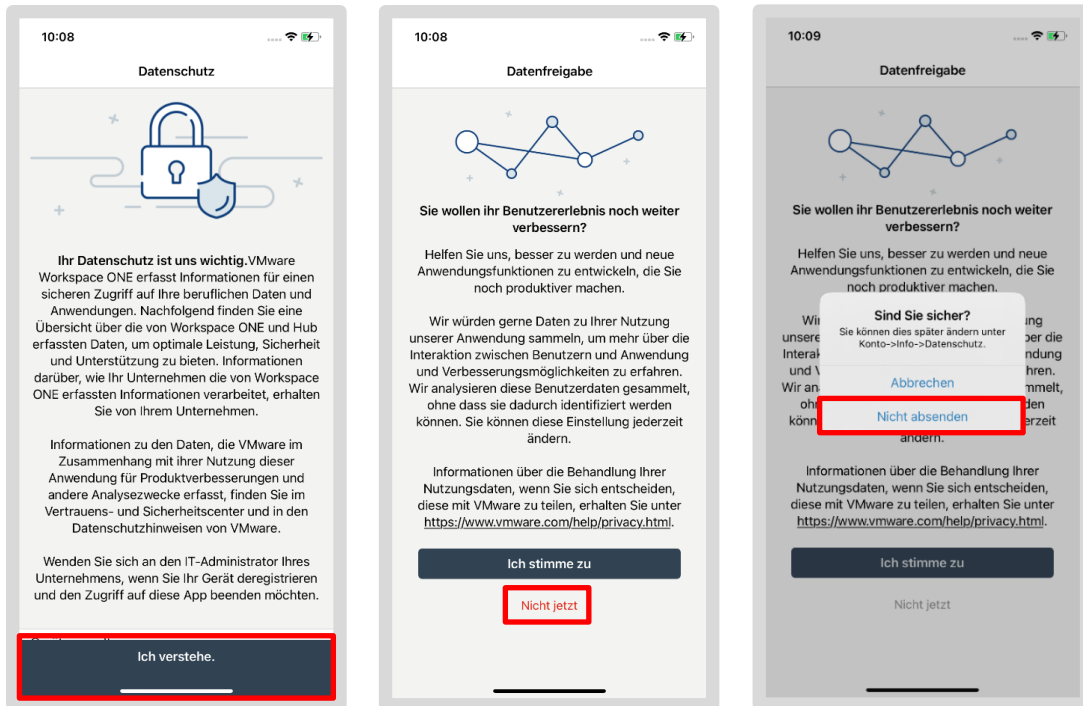 10:08
Datenschutz
Ihr Datenschutz ist uns wichtig.VMware
Workspace ONE erfasst Informationen für einen
sicheren Zugriff auf Ihre beruflichen Daten und
Anwendungen. Nachfolgend finden Sie eine
Übersicht über die von Workspace ONE und Hub
erfassten Daten, um optimale Leistung, Sicherheit
und Unterstützung zu bieten. Informationen
darüber, wie Ihr Unternehmen die von Workspace
ONE erfassten Informationen verarbeitet, erhalten
Sie von Ihrem Unternehmen.
Informationen zu den Daten, die VMware im
Zusammenhang mit ihrer Nutzung dieser
Anwendung für Produktverbesserungen und
andere Analysezwecke erfasst, finden Sie im
Vertrauens- und Sicherheitscenter und in den
Datenschutzhinweisen von VMware.
Wenden Sie sich an den IT-Administrator Ihres
Unternehmens, wenn Sie Ihr Gerät deregistrieren
und den Zugriff auf diese App beenden möchten.
Ich verstehe.
10:08
Datenfreigabe
Sie wollen ihr Benutzererlebnis noch weiter
verbessern?
Helfen Sie uns, besser zu werden und neue
Anwendungsfunktionen zu entwickeln, die Sie
noch produktiver machen.
Wir würden gerne Daten zu Ihrer Nutzung
unserer Anwendung sammeln, um mehr über die
Interaktion zwischen Benutzern und Anwendung
und Verbesserungsmöglichkeiten zu erfahren.
Wir analysieren diese Benutzerdaten gesammelt,
ohne dass sie dadurch identifiziert werden
können. Sie können diese Einstellung jederzeit
ändern.
Informationen über die Behandlung Ihrer
Nutzungsdaten, wenn Sie sich entscheiden,
diese mit VMware zu teilen, erhalten Sie unter
https://www.vmware.com/help/privacy.html.
Ich stimme zu
Nicht jetzt
10:09
Datenfreigabe
Sie wollen ihr Benutzererlebnis noch weiter
verbessern?
Helfen Sie uns, besser zu werden und neue
Anwendungsfunktionen zu entwickeln, die Sie
noch produktiver machen.
Sind Sie sicher?
Sie können dies später ändern unter
Konto->Info->Datenschutz.
Abbrechen
Nicht absenden
ändern.
Informationen über die Behandlung Ihrer
Nutzungsdaten, wenn Sie sich entscheiden,
diese mit VMware zu teilen, erhalten Sie unter
https://www.vmware.com/help/privacy.html.
Ich stimme zu
Nicht jetzt